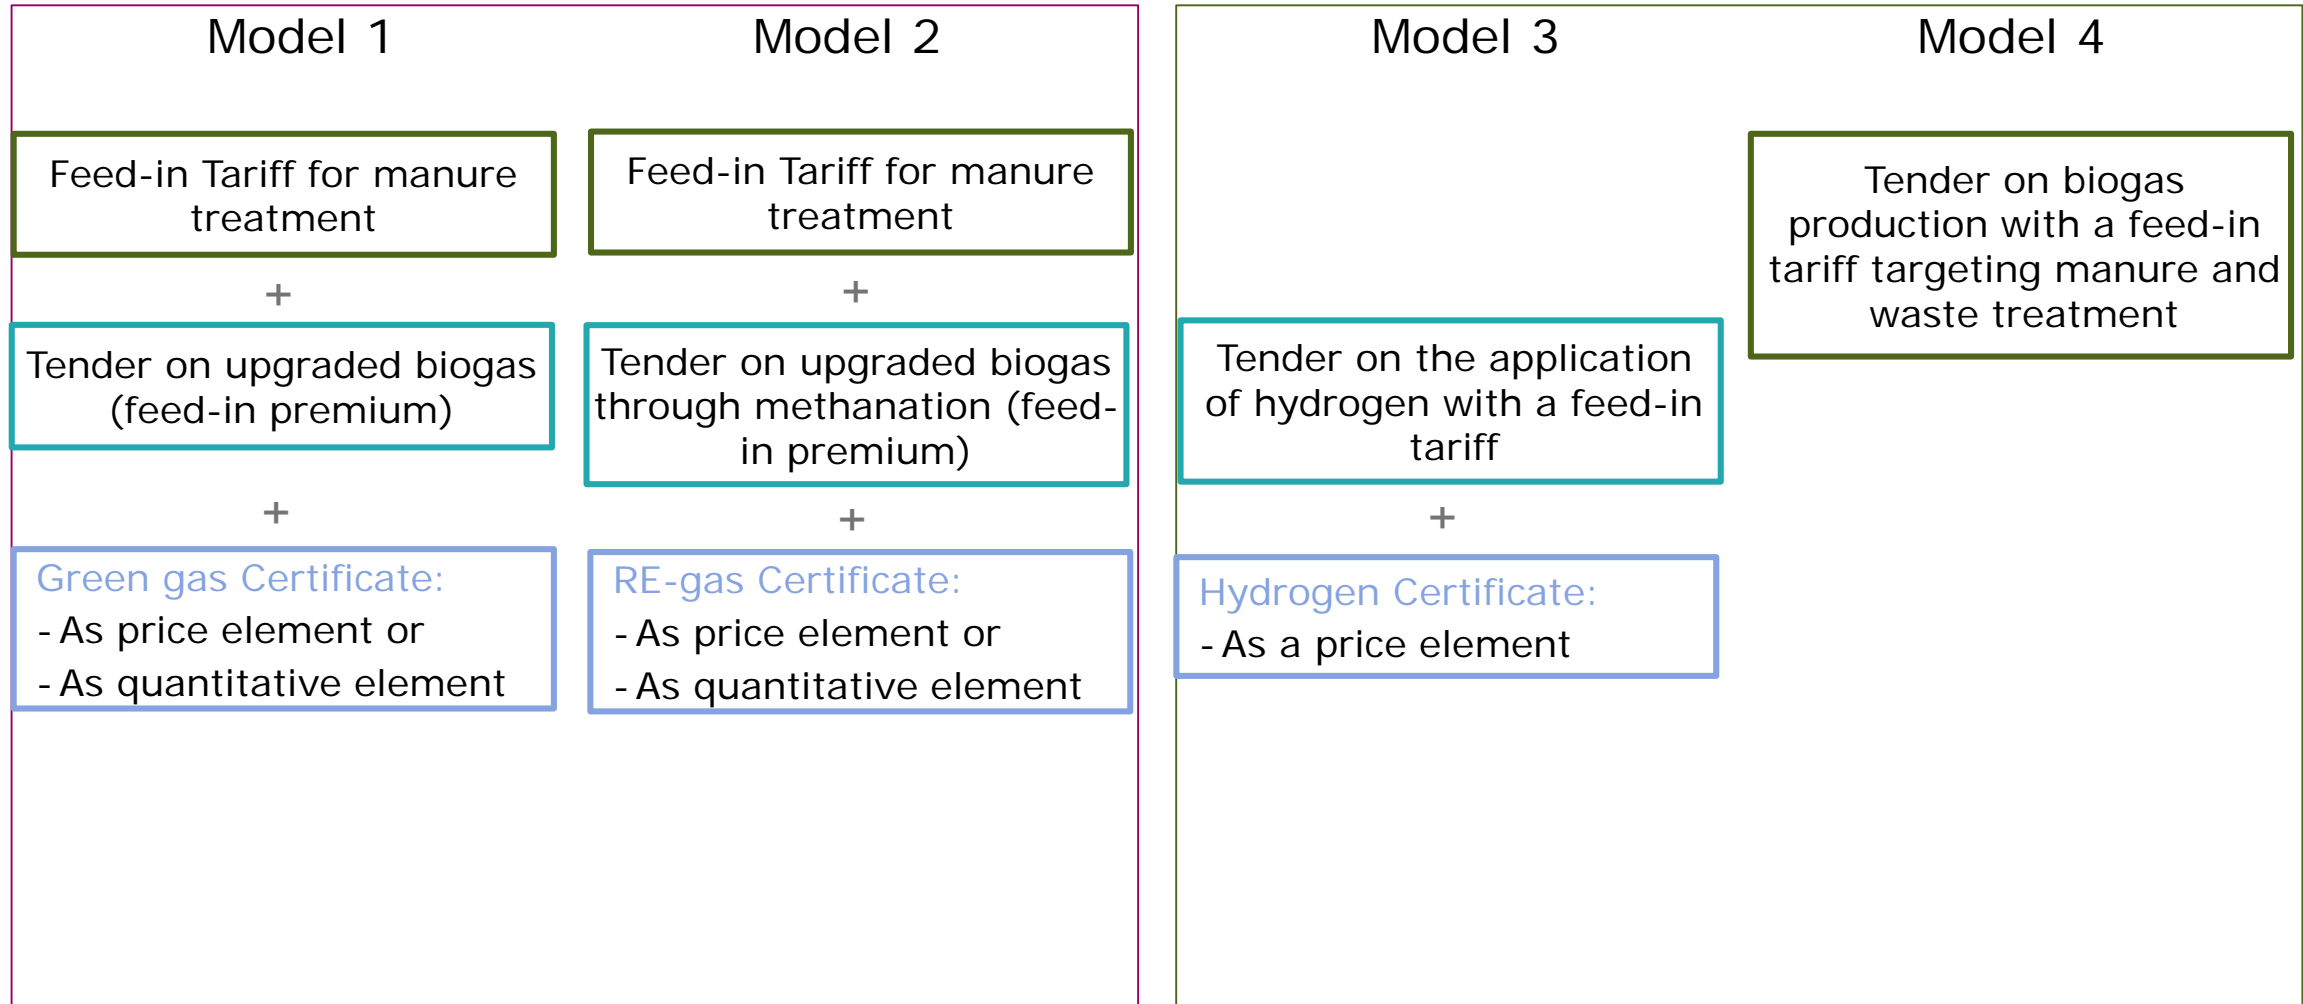 Model 1
Feed-in Tariff for manure
treatment
+
Tender on upgraded biogas
(feed-in premium)
+
Green gas Certificate:
- As price element or
- As quantitative element
Model 2
Feed-in Tariff for manure
treatment
+
Tender on upgraded biogas
through methanation (feed-
in premium)
+
RE-gas Certificate:
- As price element or
- As quantitative element
Model 3
Tender on the application
of hydrogen with a feed-in
tariff
+
Hydrogen Certificate:
- As a price element
Model 4
Tender on biogas
production with a feed-in
tariff targeting manure and
waste treatment